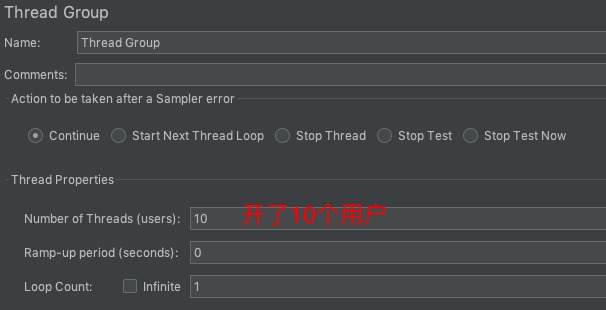 Thread Group
Name: Thread Group
Comments:
Action to be taken after a Sampler error
Continue Start Next Thread Loop Stop Thread Stop Test Stop Test Now
Thread Properties
Number of Threads (users): 10 开了10个用户
Ramp-up period (seconds): 0
Loop Count: Infinite 1